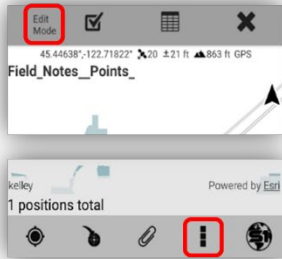 Edit
Mode
45.44638°,-122.71822° 20 ±21 ft 863 ft GPS
Field_Notes__Points_
kelley
Powered by Esri
1 positions total